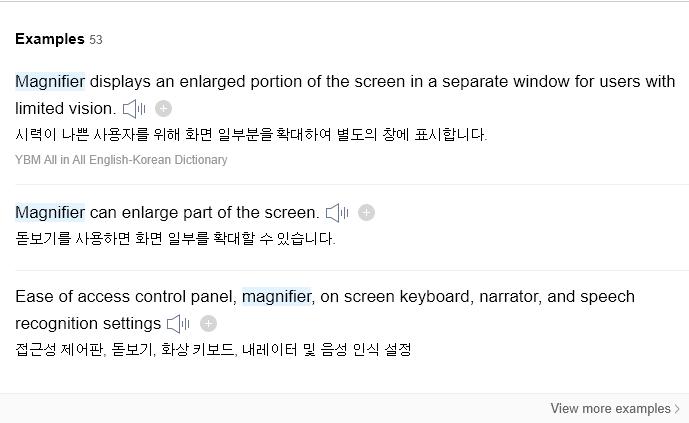 Examples 53
Magnifier displays an enlarged portion of the screen in a separate window for users with
limited vision.
시력이 나쁜 사용자를 위해 화면 일부분을 확대하여 별도의 창에 표시합니다.
YBM All in All English-Korean Dictionary
Magnifier can enlarge part of the screen.
돋보기를 사용하면 화면 일부를 확대할 수 있습니다.
Ease of access control panel, magnifier, on screen keyboard, narrator, and speech
recognition settings
접근성 제어판, 돋보기, 화상 키보드, 내레이터 및 음성 인식 설정
View more examples